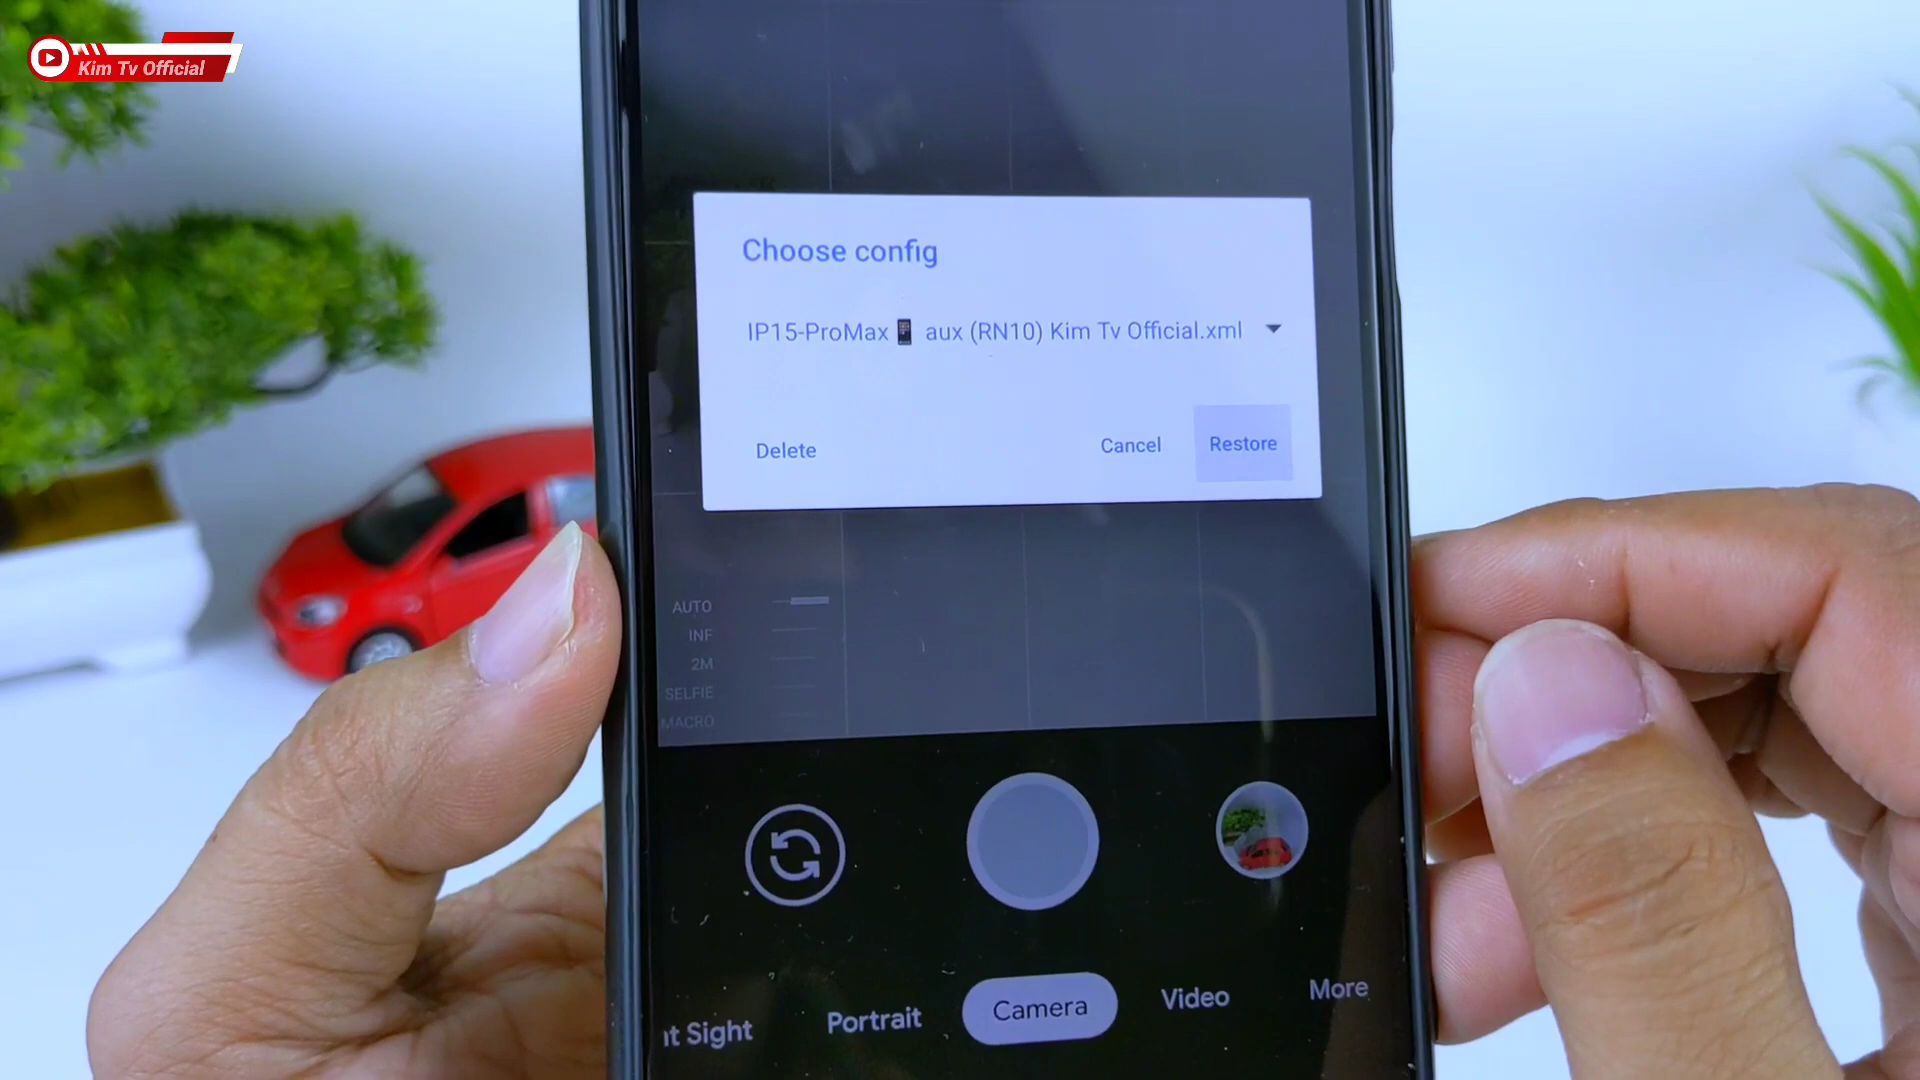 Kim Tv Official
Choose config
IP15-ProMax📱 aux (RN10) Kim Tv Official.xml
Delete
Cancel
Restore
AUTO
INF
2M
SELFIE
MACRO
Sight
Portrait
Camera
Video
More